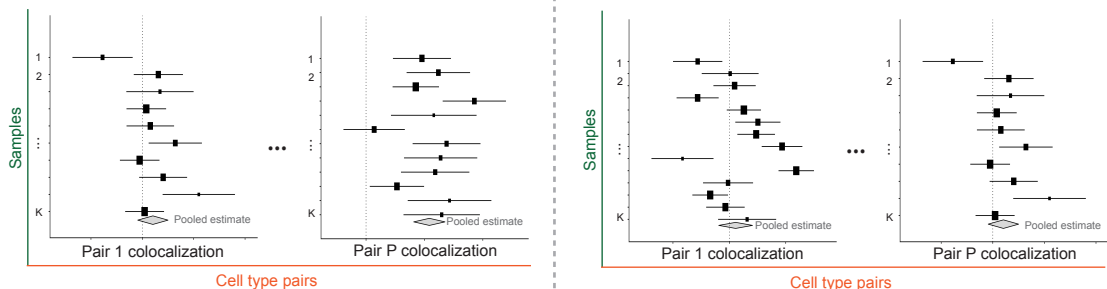 Samples
1
2
⋮
K
Pooled estimate
Pair 1 colocalization
...
1
2
⋮
K
Pooled estimate
Pair P colocalization
Cell type pairs
Samples
1
2
⋮
K
Pooled estimate
Pair 1 colocalization
...
1
2
⋮
K
Pooled estimate
Pair P colocalization
Cell type pairs